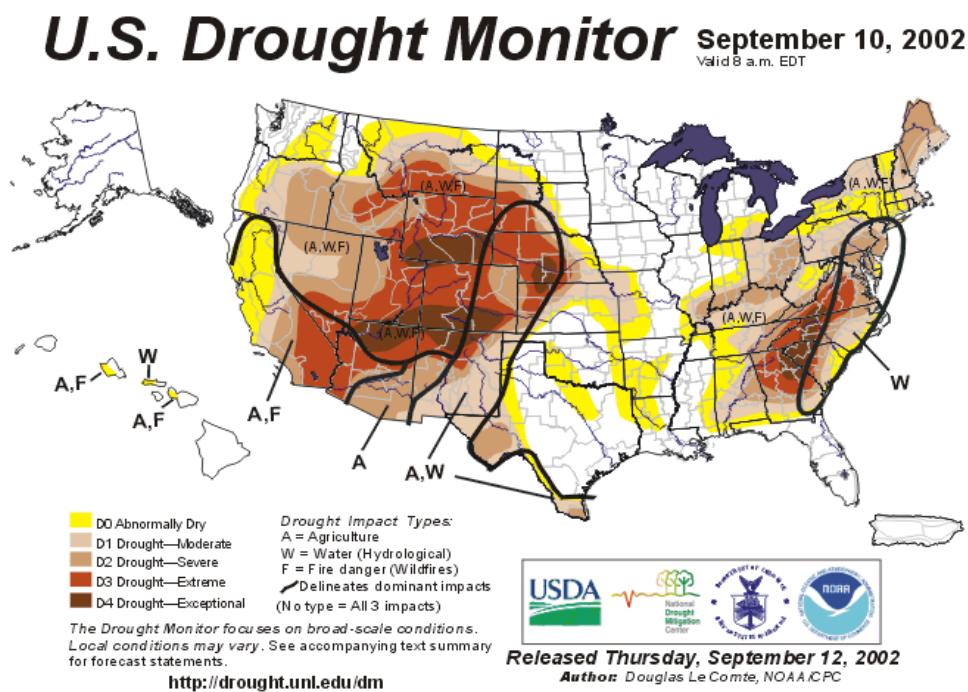 U.S. Drought Monitor
September 10, 2002
Valid 8 a.m. EDT
(A,W,F)
(A,W,F)
(A,W,F)
(A,W,F)
(A,W,F)
W
A,F
A,F
A,F
A
A,W
W
D0 Abnormally Dry
D1 Drought—Moderate
D2 Drought—Severe
D3 Drought—Extreme
D4 Drought—Exceptional
Drought Impact Types:
A = Agriculture
W = Water (Hydrological)
F = Fire danger (Wildfires)
Delineates dominant impacts
(No type = All 3 impacts)
The Drought Monitor focuses on broad-scale conditions.
Local conditions may vary. See accompanying text summary
for forecast statements.
http://drought.unl.edu/dm
USDA
National
Drought
Mitigation
Center
NOAA
Released Thursday, September 12, 2002
Author: Douglas Le Comte, NOAA/CPC